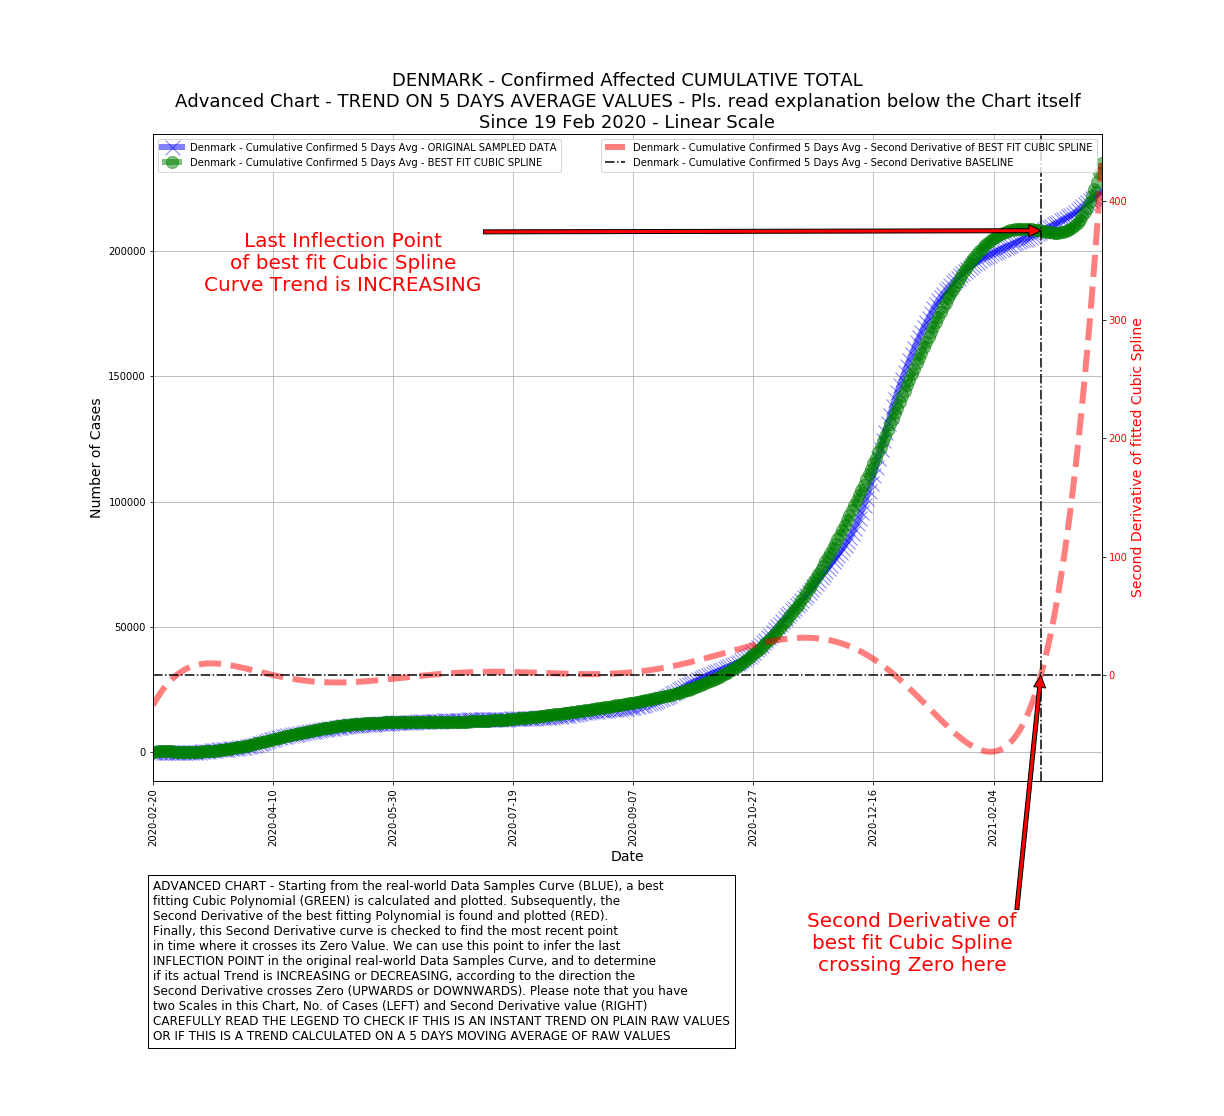 DENMARK - Confirmed Affected CUMULATIVE TOTAL
Advanced Chart - TREND ON 5 DAYS AVERAGE VALUES - Pls. read explanation below the Chart itself
Since 19 Feb 2020 - Linear Scale
Denmark - Cumulative Confirmed 5 Days Avg - ORIGINAL SAMPLED DATA
Denmark - Cumulative Confirmed 5 Days Avg - BEST FIT CUBIC SPLINE
Denmark - Cumulative Confirmed 5 Days Avg - Second Derivative of BEST FIT CUBIC SPLINE
Denmark - Cumulative Confirmed 5 Days Avg - Second Derivative BASELINE
Last Inflection Point
of best fit Cubic Spline
Curve Trend is INCREASING
Number of Cases
200000
150000
100000
50000
0
400
300
200
100
0
Second Derivative of fitted Cubic Spline
2020-02-20
2020-04-10
2020-05-30
2020-07-19
2020-09-07
2020-10-27
2020-12-16
2021-02-04
Date
ADVANCED CHART - Starting from the real-world Data Samples Curve (BLUE), a best
fitting Cubic Polynomial (GREEN) is calculated and plotted. Subsequently, the
Second Derivative of the best fitting Polynomial is found and plotted (RED).
Finally, this Second Derivative curve is checked to find the most recent point
in time where it crosses its Zero Value. We can use this point to infer the last
INFLECTION POINT in the original real-world Data Samples Curve, and to determine
if its actual Trend is INCREASING or DECREASING, according to the direction the
Second Derivative crosses Zero (UPWARDS or DOWNWARDS). Please note that you have
two Scales in this Chart, No. of Cases (LEFT) and Second Derivative value (RIGHT)
CAREFULLY READ THE LEGEND TO CHECK IF THIS IS AN INSTANT TREND ON PLAIN RAW VALUES
OR IF THIS IS A TREND CALCULATED ON A 5 DAYS MOVING AVERAGE OF RAW VALUES
Second Derivative of
best fit Cubic Spline
crossing Zero here